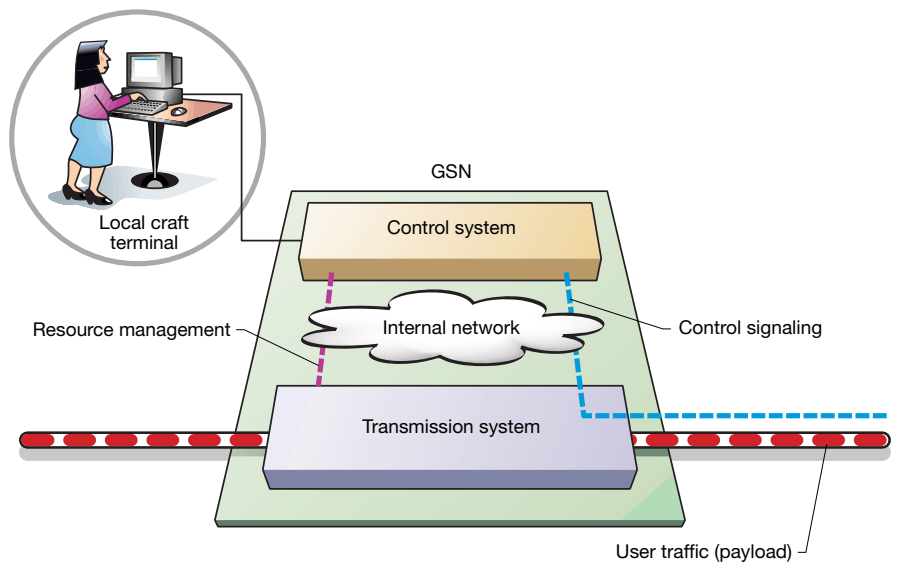 GSN
Local craft
terminal
Control system
Resource management
Internal network
Control signaling
Transmission system
User traffic (payload)